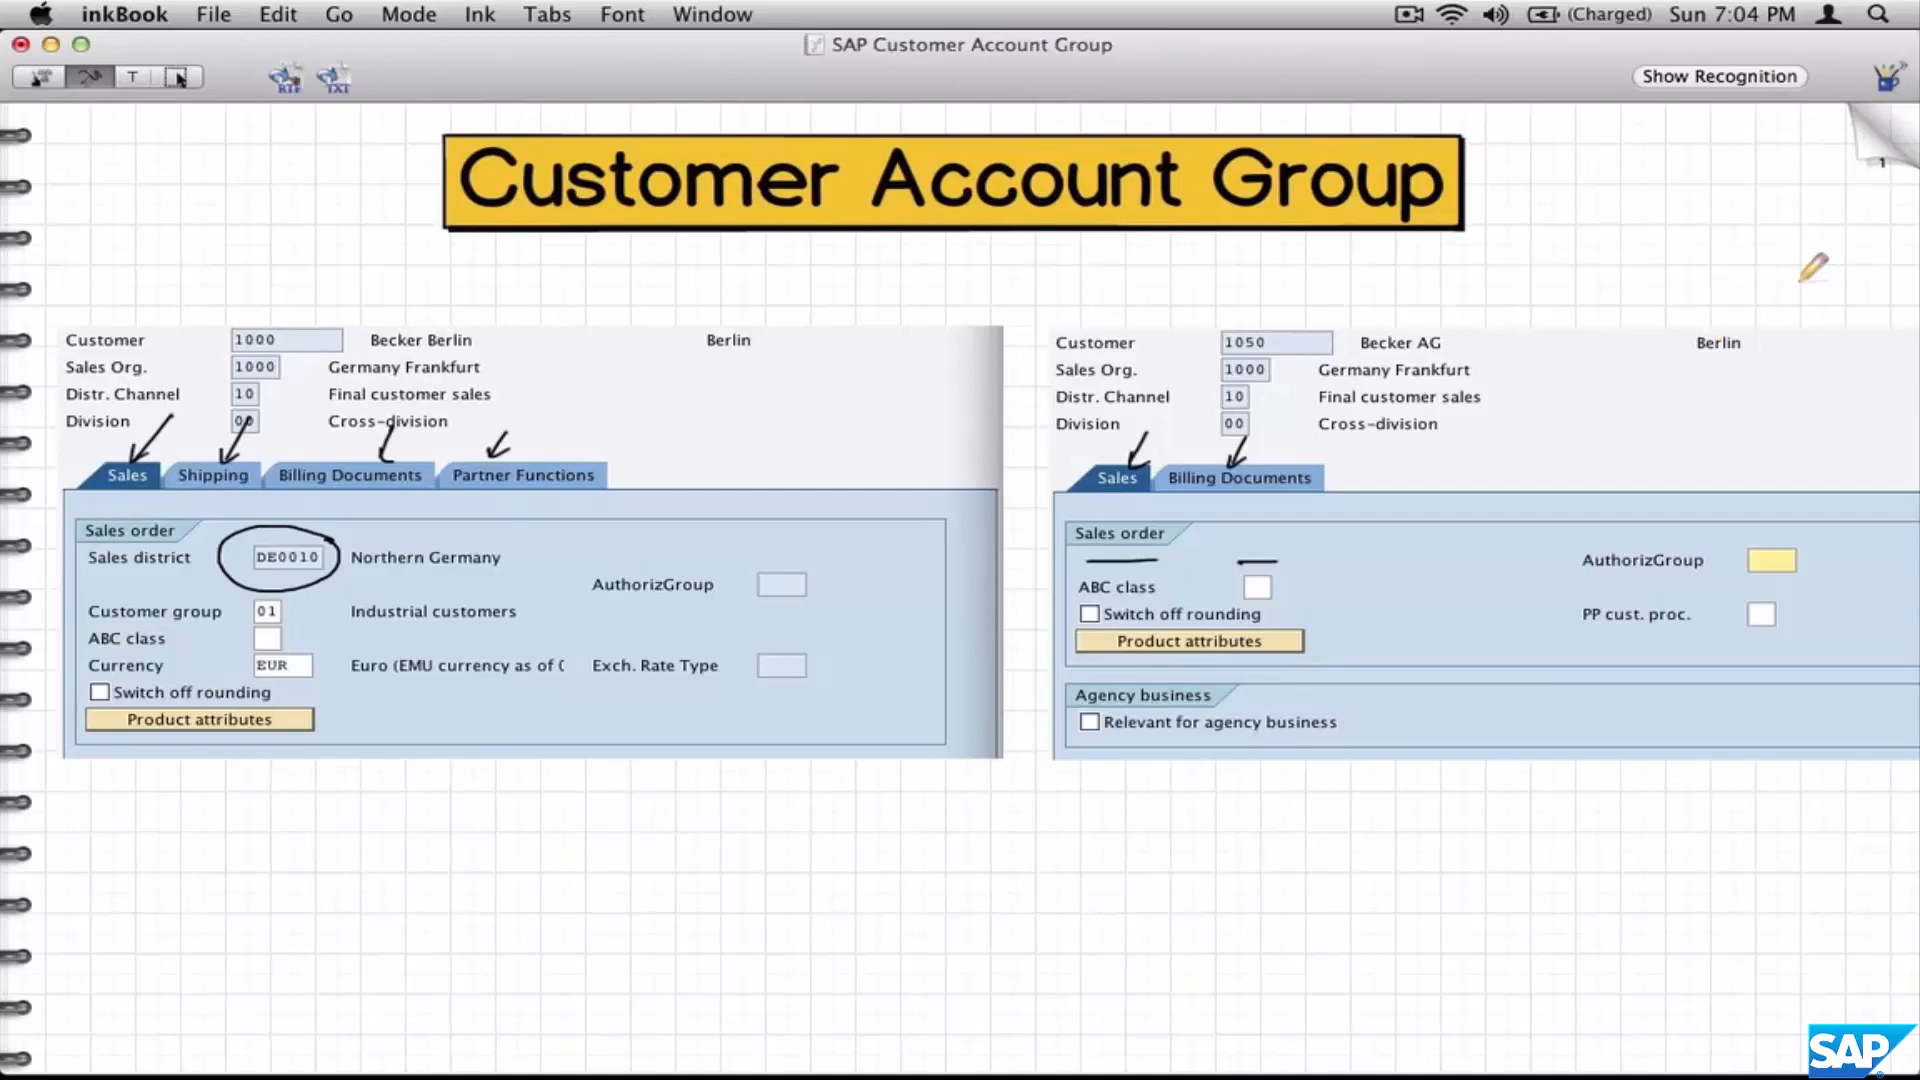 inkBook File Edit Go Mode Ink Tabs Font Window (Charged) Sun 7:04 PM
SAP Customer Account Group
T RTF TXT Show Recognition
1
Customer Account Group
Customer 1000 Becker Berlin Berlin
Sales Org. 1000 Germany Frankfurt
Distr. Channel 10 Final customer sales
Division 00 Cross-division
Sales Shipping Billing Documents Partner Functions
Sales order
Sales district DE0010 Northern Germany
AuthorizGroup
Customer group 01 Industrial customers
ABC class
Currency EUR Euro (EMU currency as of Exch. Rate Type
Switch off rounding
Product attributes
Customer 1050 Becker AG Berlin
Sales Org. 1000 Germany Frankfurt
Distr. Channel 10 Final customer sales
Division 00 Cross-division
Sales Billing Documents
Sales order
AuthorizGroup
ABC class
Switch off rounding PP cust. proc.
Product attributes
Agency business
Relevant for agency business
SAP